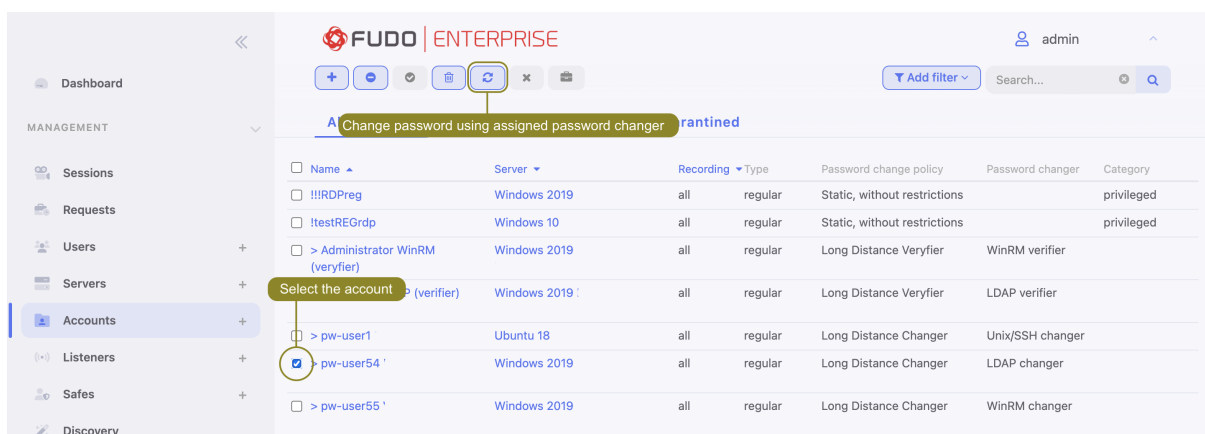 FUDO ENTERPRISE
admin
Dashboard
Add filter
Search...
MANAGEMENT
Change password using assigned password changer
rantined
Name Server Recording Type Password change policy Password changer Category
Sessions
!!!RDPreg Windows 2019 all regular Static, without restrictions privileged
Requests
!testREGrdp Windows 10 all regular Static, without restrictions privileged
Users +
> Administrator WinRM Windows 2019 all regular Long Distance Veryfier WinRM verifier
(veryfier)
Servers +
Select the account
P (verifier) Windows 2019 all regular Long Distance Veryfier LDAP verifier
Accounts +
> pw-user1 Ubuntu 18 all regular Long Distance Changer Unix/SSH changer
Listeners +
> pw-user54 Windows 2019 all regular Long Distance Changer LDAP changer
Safes +
> pw-user55 Windows 2019 all regular Long Distance Changer WinRM changer
Discovery